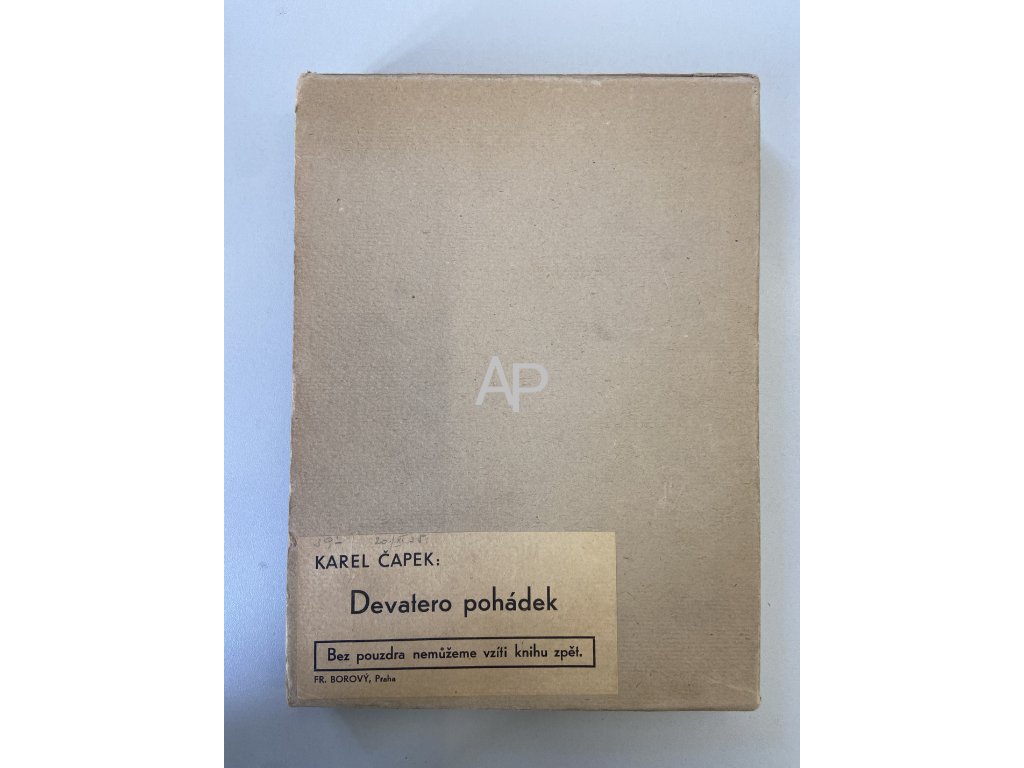 AP
KAREL ČAPEK:
Devatero pohádek
Bez pouzdra nemůžeme vzíti knihu zpět.
FR. BOROVÝ, Praha